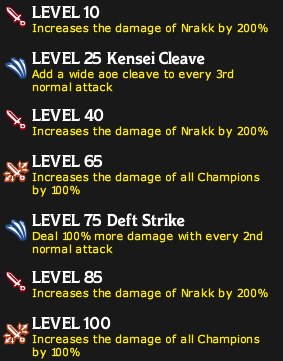 LEVEL 10
Increases the damage of Nrakk by 200%
LEVEL 25 Kensei Cleave
Add a wide aoe cleave to every 3rd
normal attack
LEVEL 40
Increases the damage of Nrakk by 200%
LEVEL 65
Increases the damage of all Champions
by 100%
LEVEL 75 Deft Strike
Deal 100% more damage with every 2nd
normal attack
LEVEL 85
Increases the damage of Nrakk by 200%
LEVEL 100
Increases the damage of all Champions
by 100%